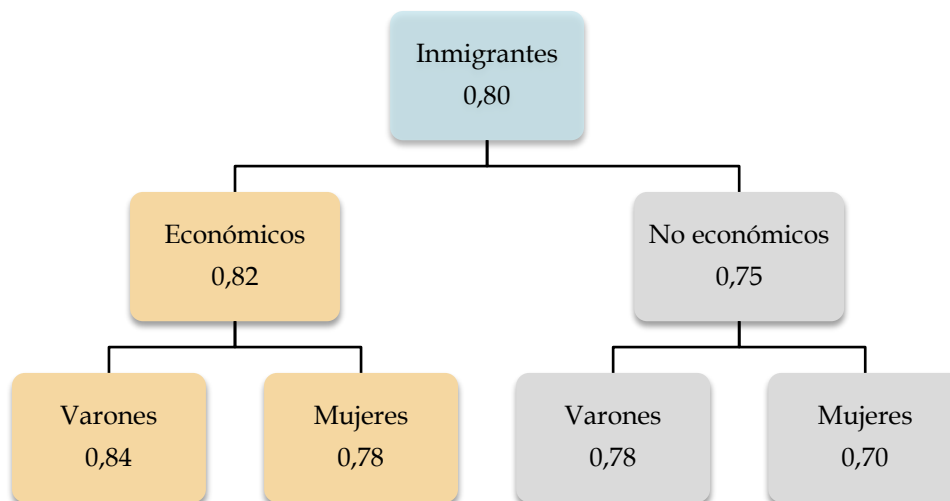 Inmigrantes
0,80
Económicos
0,82
No económicos
0,75
Varones
0,84
Mujeres
0,78
Varones
0,78
Mujeres
0,70